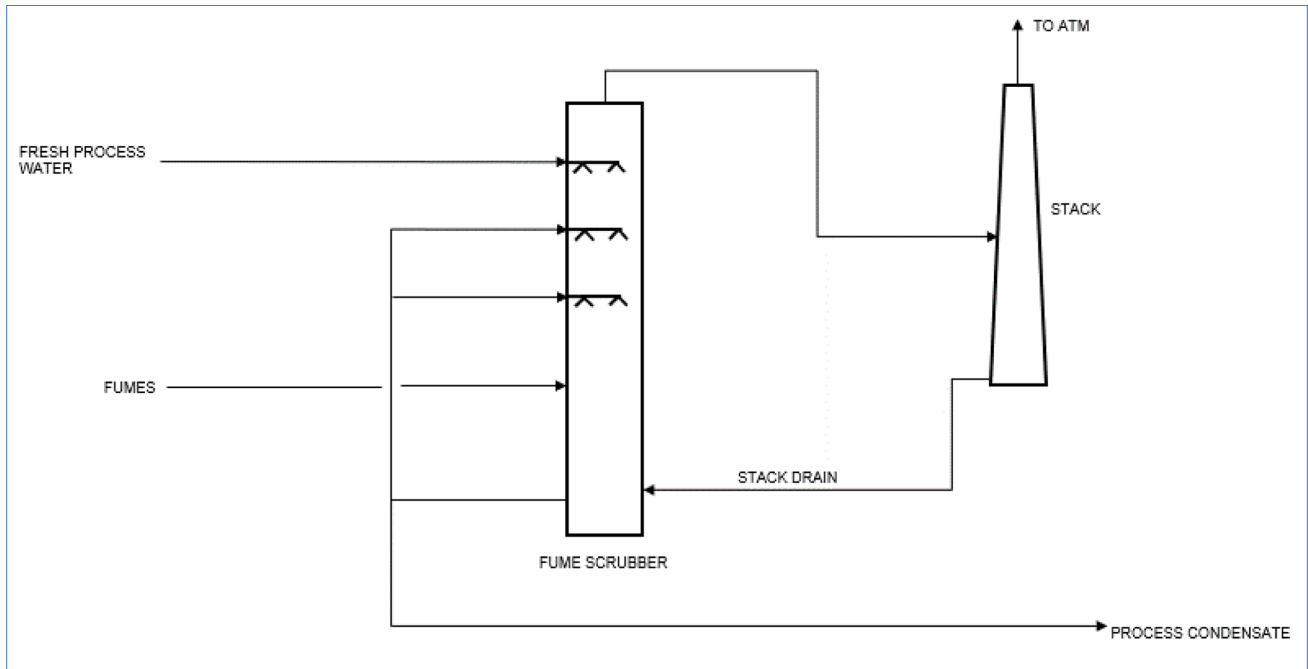 TO ATM
FRESH PROCESS
WATER
STACK
FUMES
STACK DRAIN
FUME SCRUBBER
PROCESS CONDENSATE